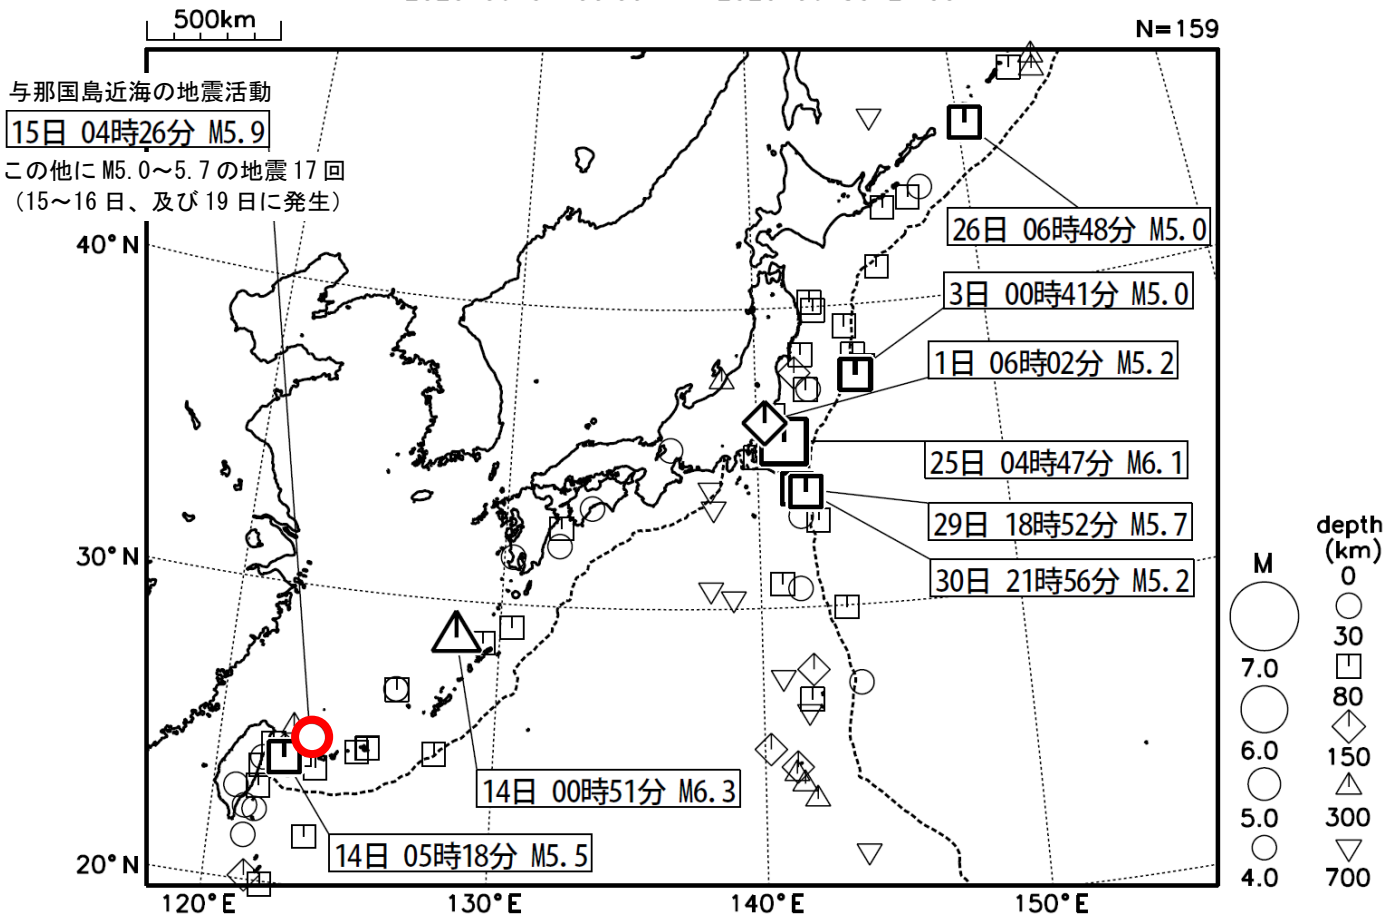 500km
N=159
与那国島近海の地震活動
15日 04時26分 M5.9
この他に M5.0～5.7 の地震 17 回
（15～16 日、及び 19 日に発生）
26日 06時48分 M5.0
40°N
3日 00時41分 M5.0
1日 06時02分 M5.2
25日 04時47分 M6.1
29日 18時52分 M5.7
30日 21時56分 M5.2
30°N
14日 00時51分 M6.3
14日 05時18分 M5.5
20°N
120°E
130°E
140°E
150°E
M
7.0
6.0
5.0
4.0
depth
(km)
0
30
80
150
300
700